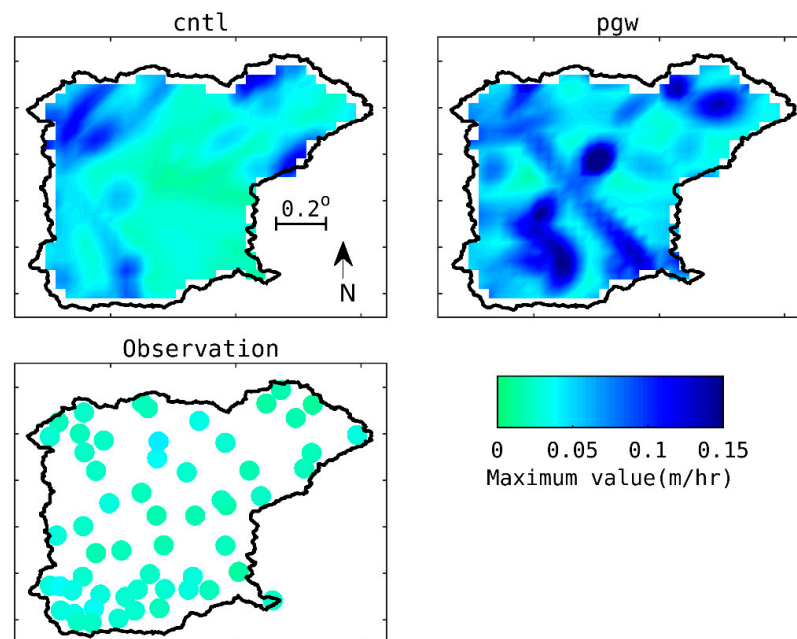 cntl
pgw
0.2°
N
Observation
0 0.05 0.1 0.15
Maximum value(m/hr)